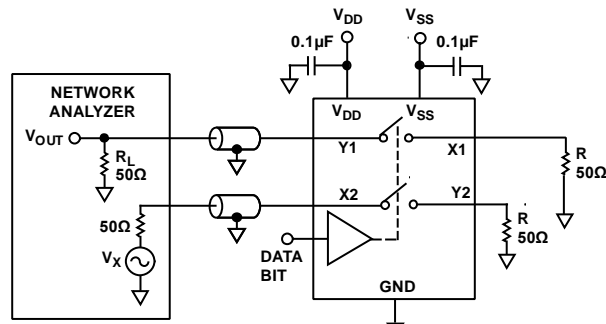 V_DD
V_SS
0.1µF
0.1µF
NETWORK
ANALYZER
V_DD
V_SS
V_OUT
Y1
X1
R_L
50Ω
R
50Ω
X2
Y2
50Ω
R
50Ω
V_X
DATA
BIT
GND